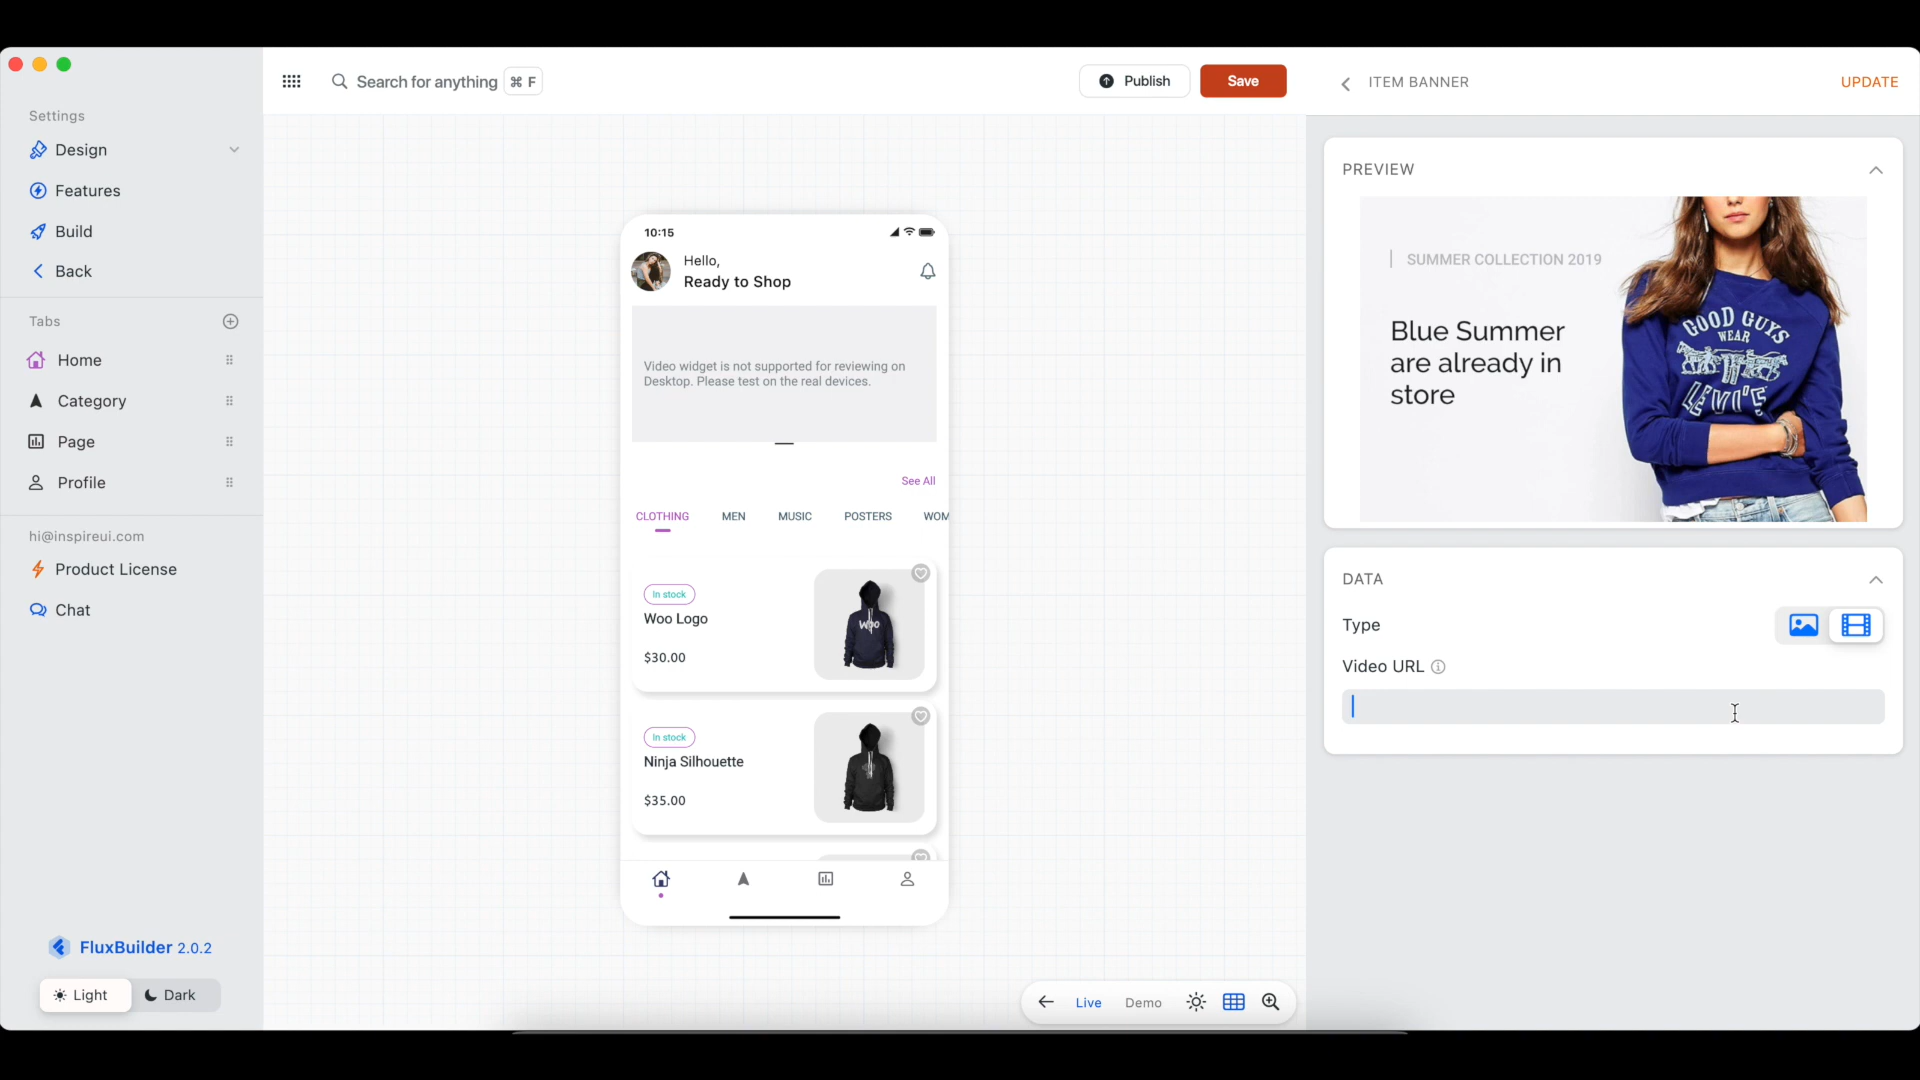 Search for anything ⌘ F
Publish
Save
ITEM BANNER
UPDATE
Settings
Design
Features
Build
Back
Tabs
Home
Category
Page
Profile
hi@inspireui.com
Product License
Chat
FluxBuilder 2.0.2
Light
Dark
10:15
Hello,
Ready to Shop
Video widget is not supported for reviewing on
Desktop. Please test on the real devices.
See All
CLOTHING MEN MUSIC POSTERS WOM
In stock
Woo Logo
$30.00
WOO
In stock
Ninja Silhouette
$35.00
Live
Demo
PREVIEW
SUMMER COLLECTION 2019
Blue Summer
are already in
store
GOOD GUYS
WEAR
LEVI'S
DATA
Type
Video URL